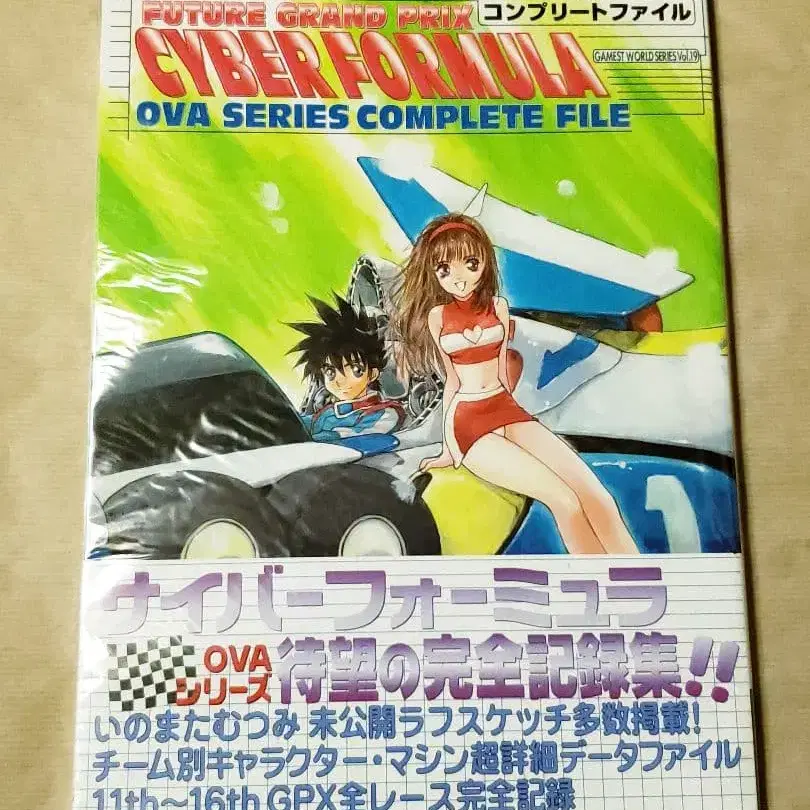 FUTURE GRAND PRIX
コンプリートファイル
CYBER FORMULA
GAMEST WORLD SERIES Vol.19
OVA SERIES COMPLETE FILE
1
サイバーフォーミュラ
OVAシリーズ 待望の完全記録集!!
いのまたむつみ 未公開ラフスケッチ多数掲載!
チーム別キャラクター・マシン超詳細データファイル
11th〜16th GPX全レース完全記録